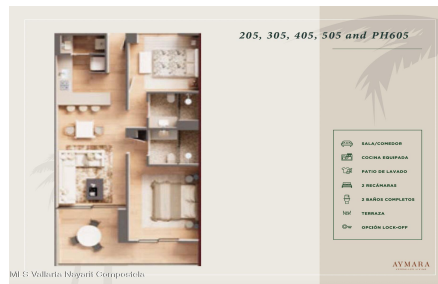 205, 305, 405, 505 and PH605
SALA/COMEDOR
COCINA EQUIPADA
PATIO DE LAVADO
2 RECÁMARAS
2 BAÑOS COMPLETOS
TERRAZA
OPCIÓN LOCK-OFF
AVMARA
MLS Vallarta Nayarit Compostela